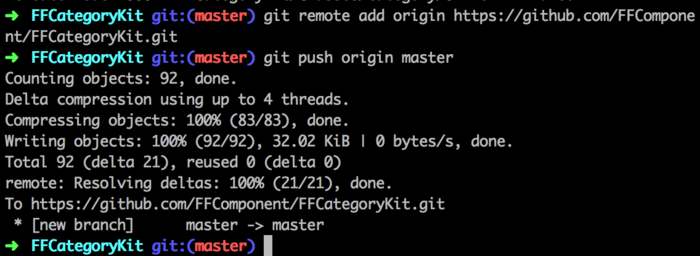 ➜ FFCategoryKit git:(master) git remote add origin https://github.com/FFCompone
nt/FFCategoryKit.git
➜ FFCategoryKit git:(master) git push origin master
Counting objects: 92, done.
Delta compression using up to 4 threads.
Compressing objects: 100% (83/83), done.
Writing objects: 100% (92/92), 32.02 KiB | 0 bytes/s, done.
Total 92 (delta 21), reused 0 (delta 0)
remote: Resolving deltas: 100% (21/21), done.
To https://github.com/FFComponent/FFCategoryKit.git
 * [new branch]      master -> master
➜ FFCategoryKit git:(master)